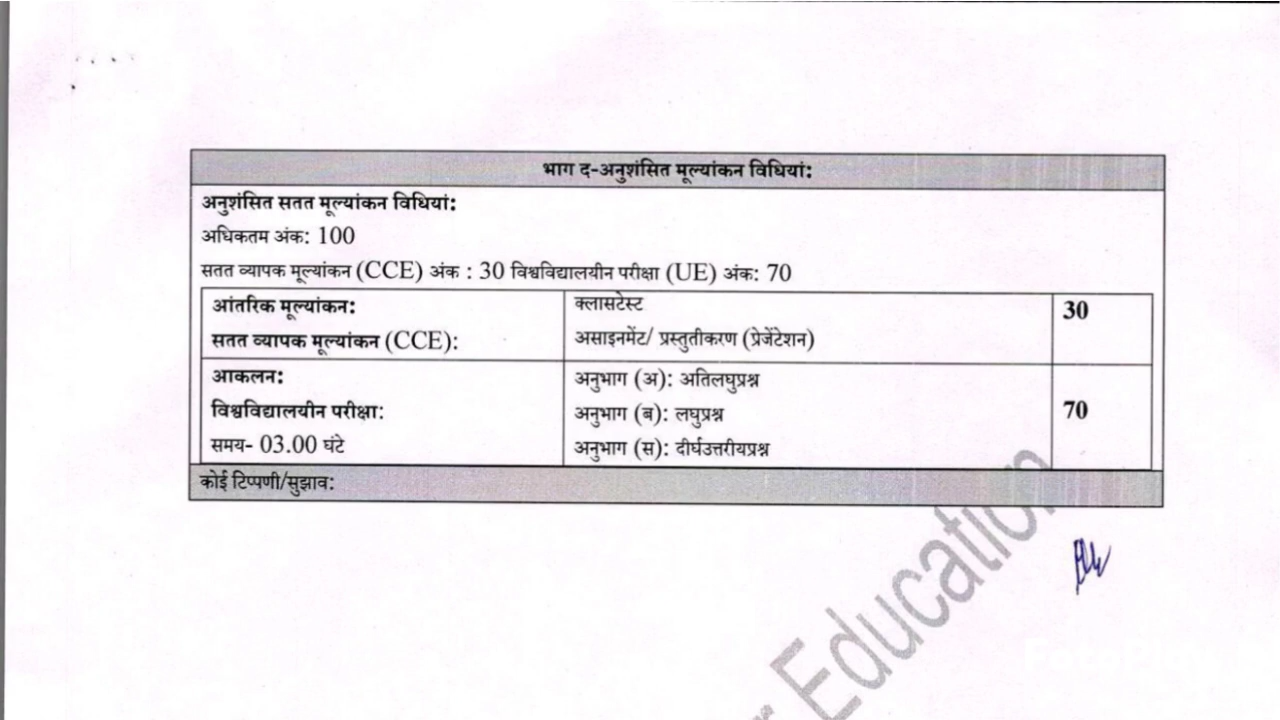 भाग द-अनुशंसित मूल्यांकन विधियां:
अनुशंसित सतत मूल्यांकन विधियां:
अधिकतम अंक: 100
सतत व्यापक मूल्यांकन (CCE) अंक : 30 विश्वविद्यालयीन परीक्षा (UE) अंक: 70
आंतरिक मूल्यांकन:
सतत व्यापक मूल्यांकन (CCE):
क्लासटेस्ट
असाइनमेंट/ प्रस्तुतीकरण (प्रेजेंटेशन)
30
आकलन:
विश्वविद्यालयीन परीक्षा:
समय- 03.00 घंटे
अनुभाग (अ): अतिलघुप्रश्न
अनुभाग (ब): लघुप्रश्न
अनुभाग (स): दीर्घउत्तरीयप्रश्न
70
कोई टिप्पणी/सुझाव:
Education